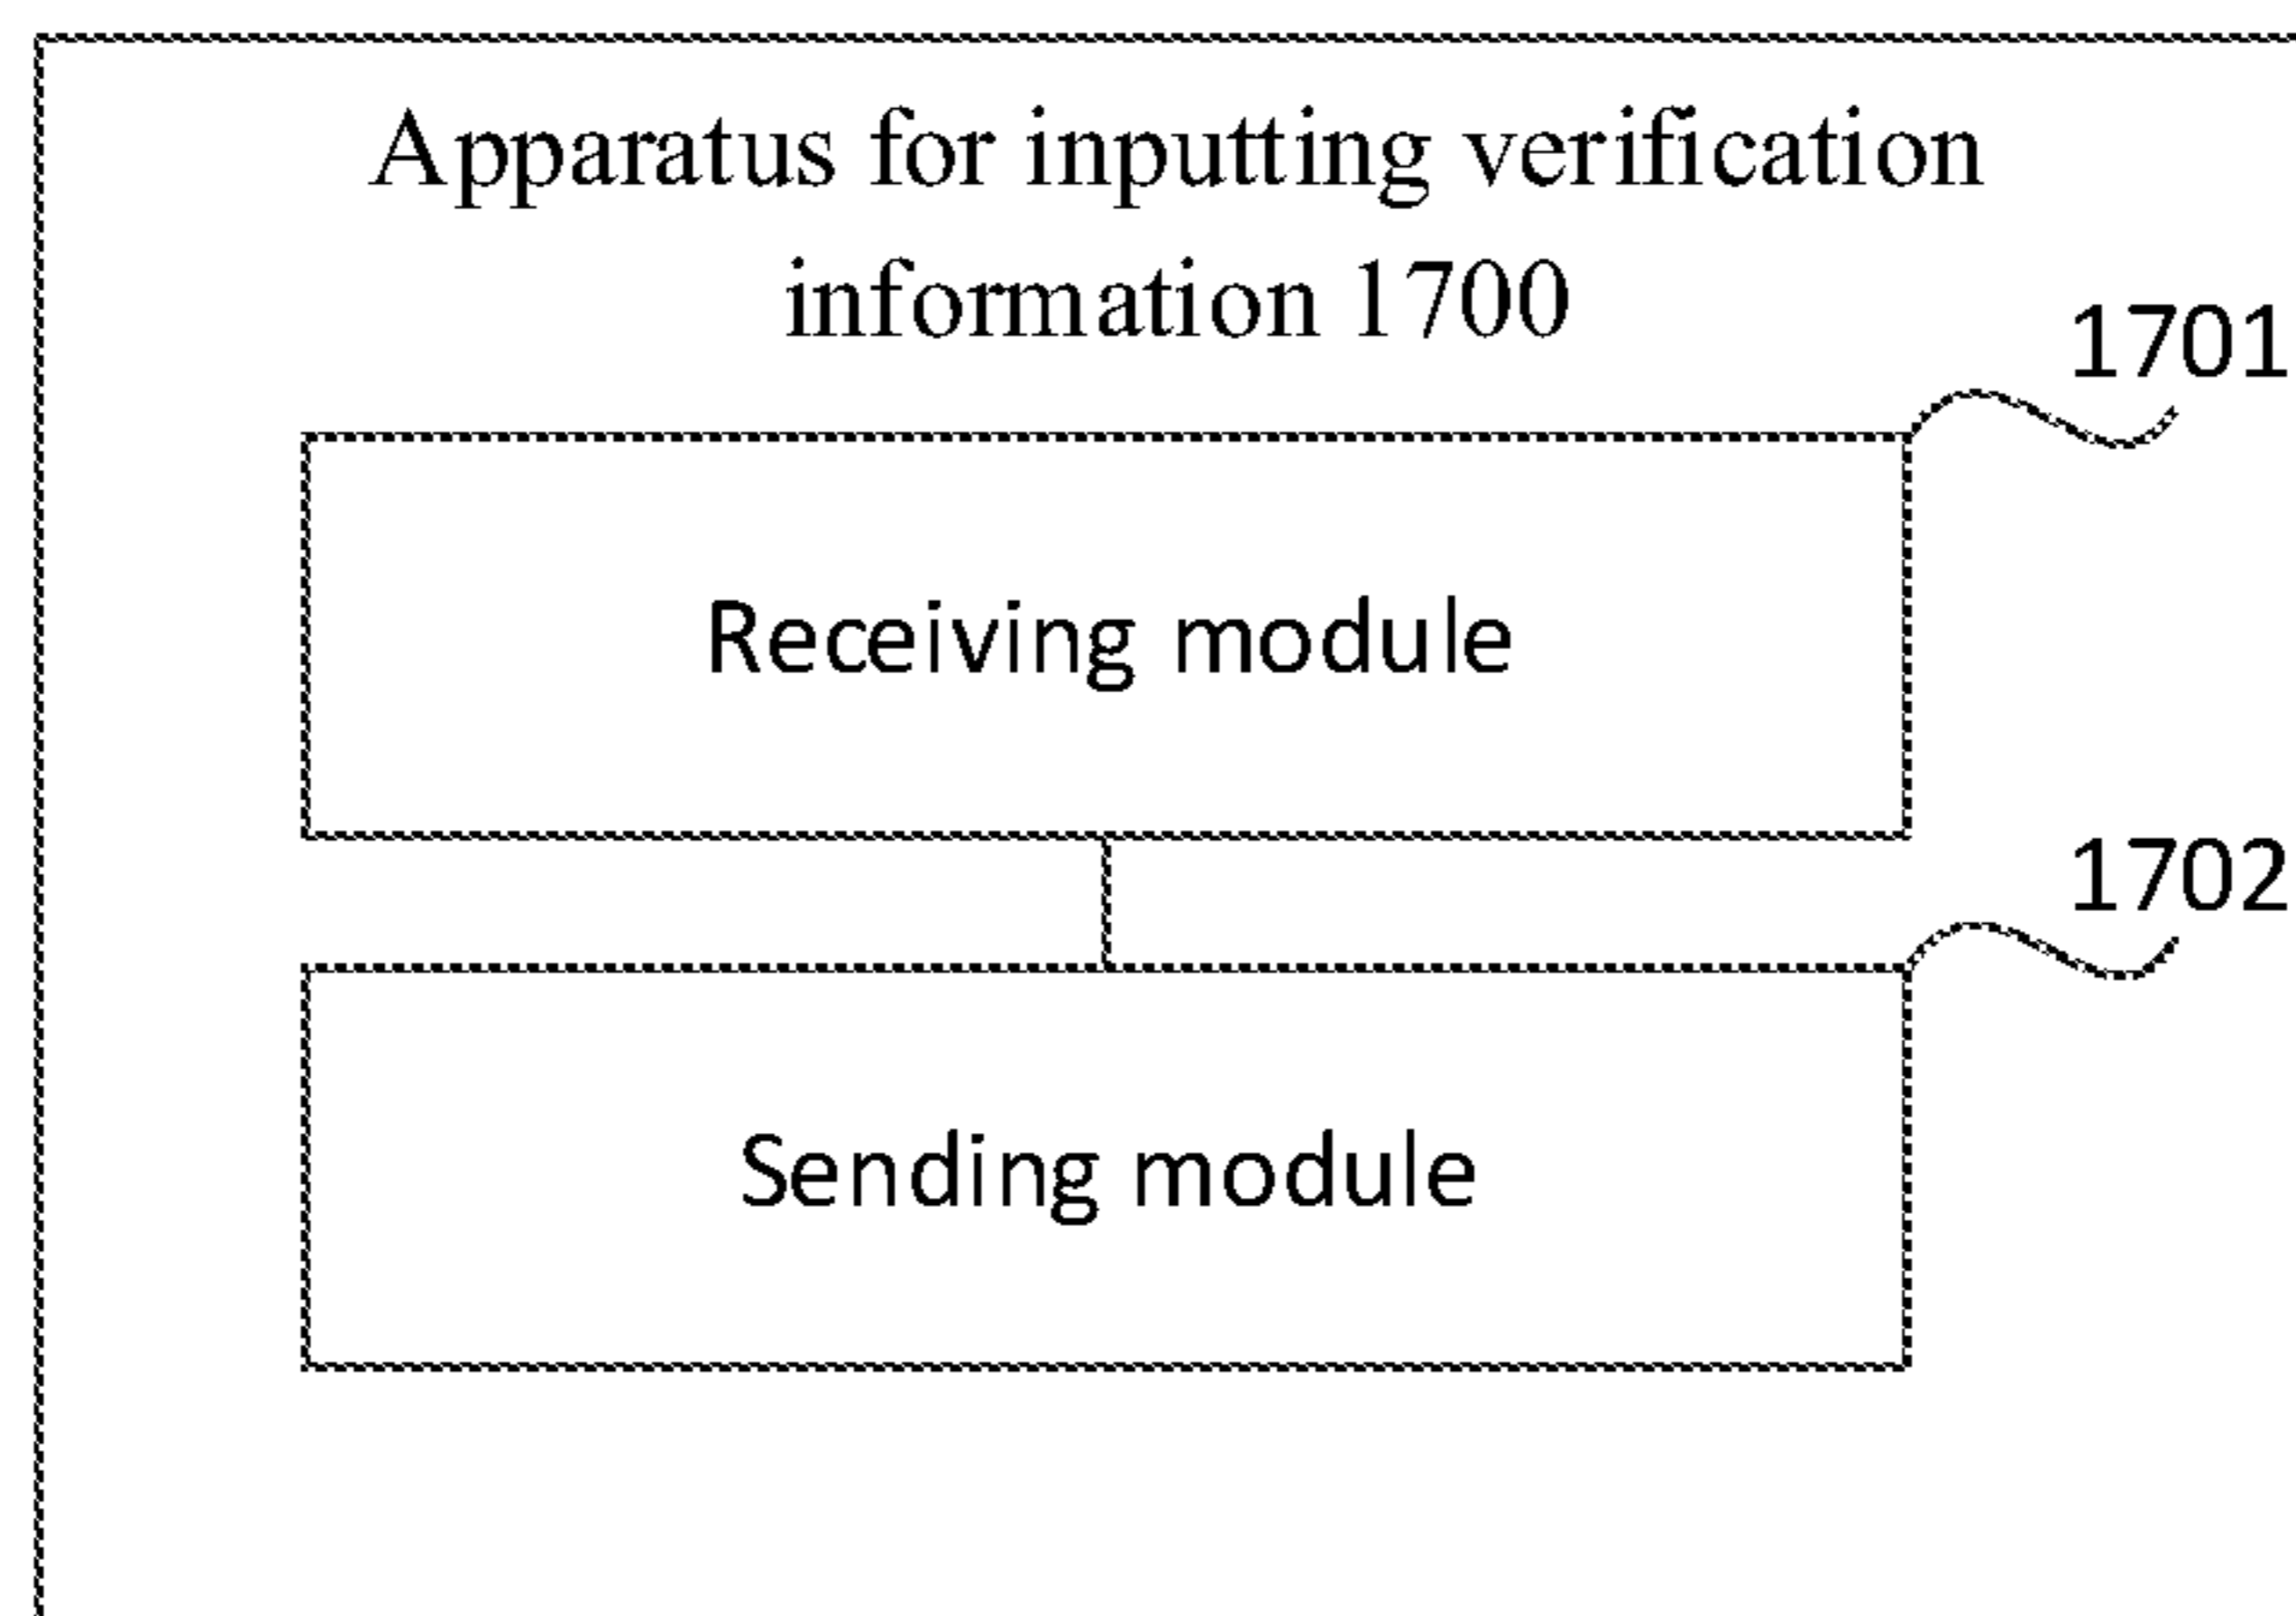 Apparatus for inputting verification
information 1700
1701
Receiving module
1702
Sending module